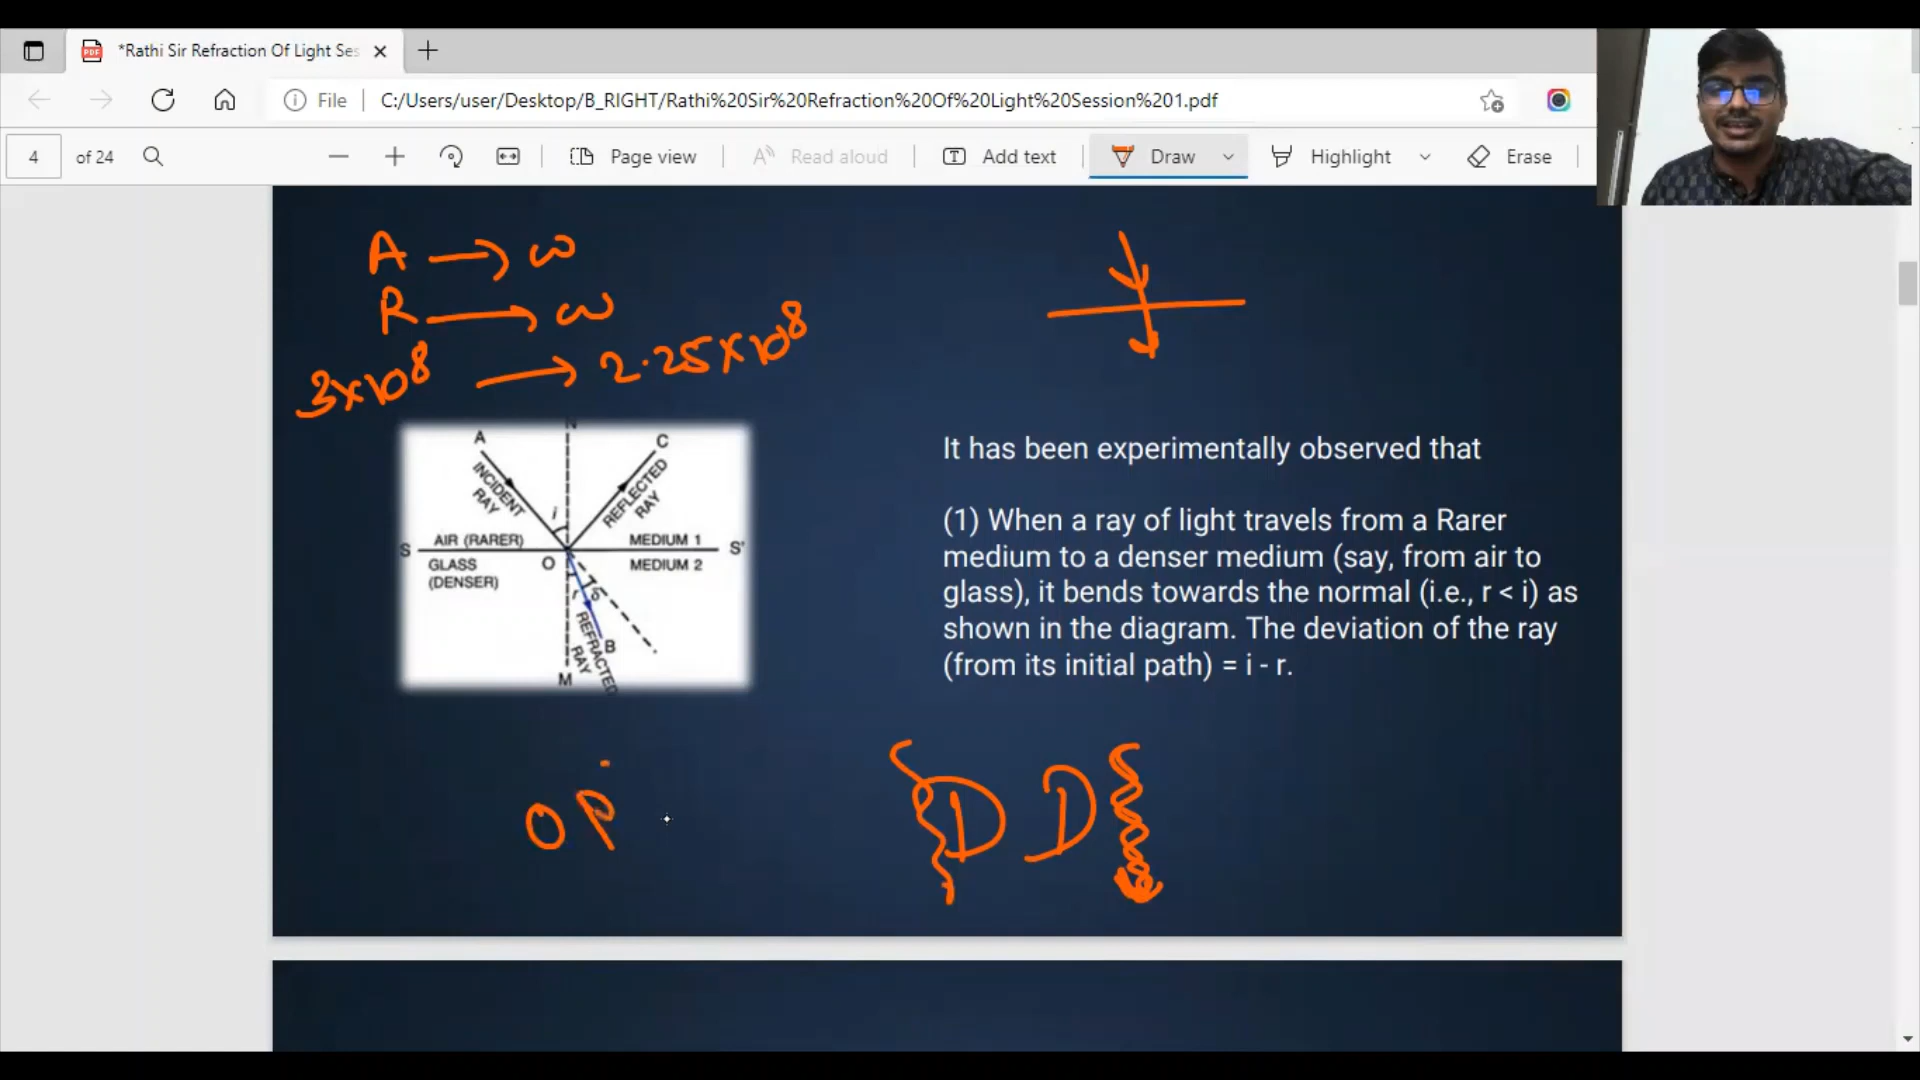 *Rathi Sir Refraction Of Light Ses
File C:/Users/user/Desktop/B_RIGHT/Rathi%20Sir%20Refraction%20Of%20Light%20Session%201.pdf
4 of 24 Page view Read aloud Add text Draw Highlight Erase
A → ω
R → ω
3×10⁸ → 2.25×10⁸
N
A C
INCIDENT RAY
REFLECTED RAY
i
AIR (RARER) MEDIUM 1
S S'
GLASS (DENSER) O MEDIUM 2
r δ
B
REFRACTED RAY
M
It has been experimentally observed that
(1) When a ray of light travels from a Rarer
medium to a denser medium (say, from air to
glass), it bends towards the normal (i.e., r < i) as
shown in the diagram. The deviation of the ray
(from its initial path) = i - r.
OP
D D